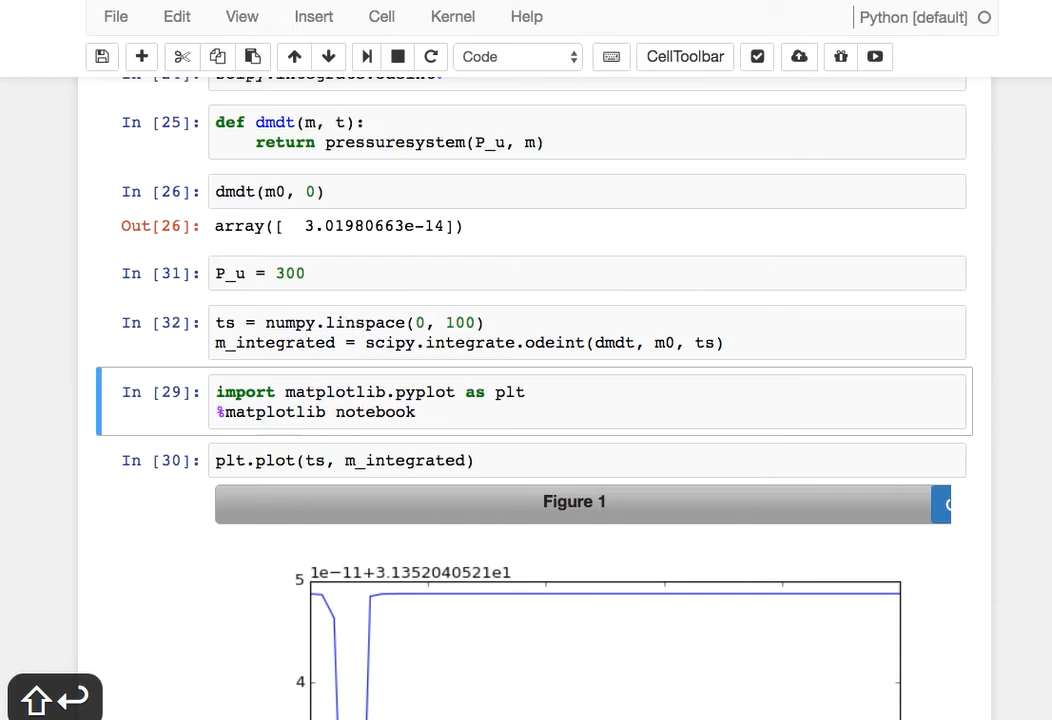 File Edit View Insert Cell Kernel Help Python [default]
Code CellToolbar
In [25]: def dmdt(m, t):
return pressuresystem(P_u, m)
In [26]: dmdt(m0, 0)
Out[26]: array([ 3.01980663e-14])
In [31]: P_u = 300
In [32]: ts = numpy.linspace(0, 100)
m_integrated = scipy.integrate.odeint(dmdt, m0, ts)
In [29]: import matplotlib.pyplot as plt
%matplotlib notebook
In [30]: plt.plot(ts, m_integrated)
Figure 1
1e−11+3.1352040521e1
5
4